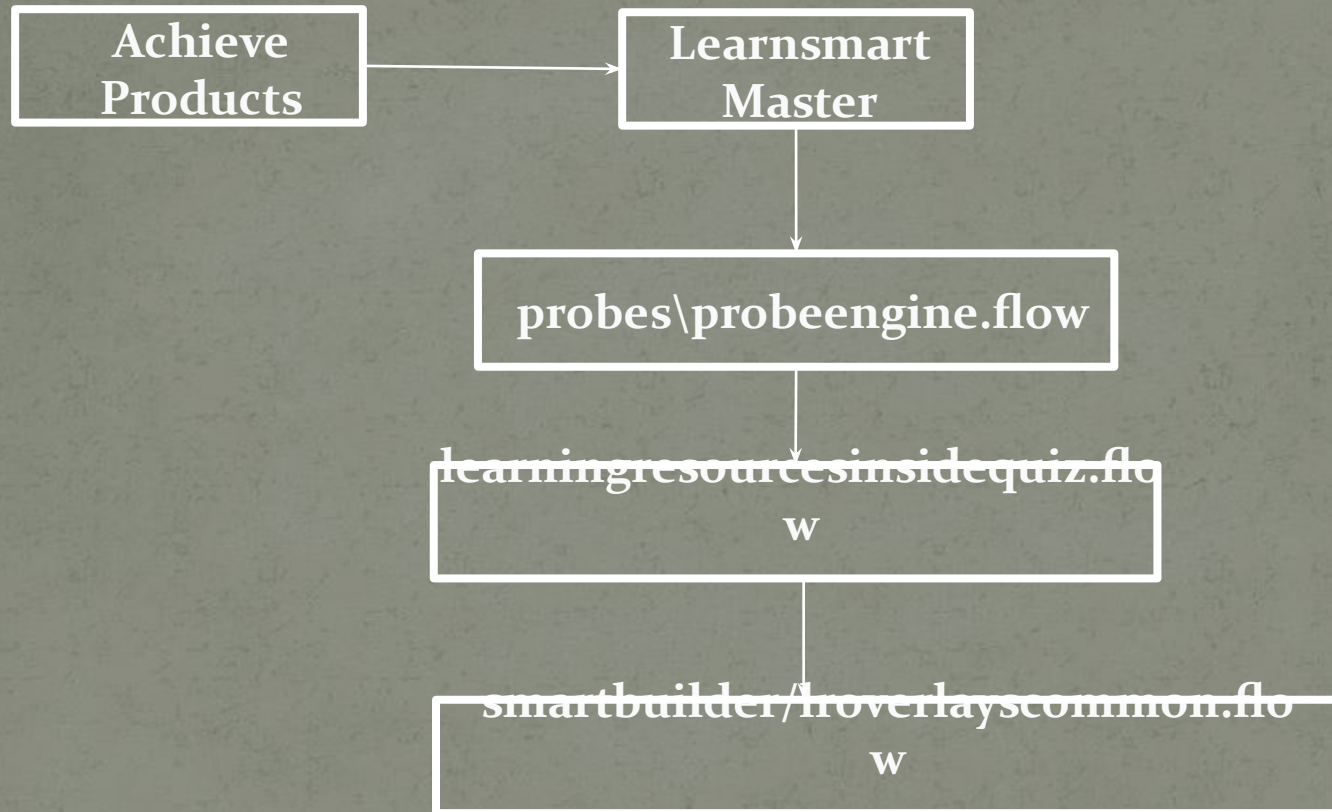 Achieve
Products
Learnsmart
Master
probes\probeengine.flow
learningresourcesinsidequiz.flo
w
smartbuilder/lroverlayscommon.flo
w